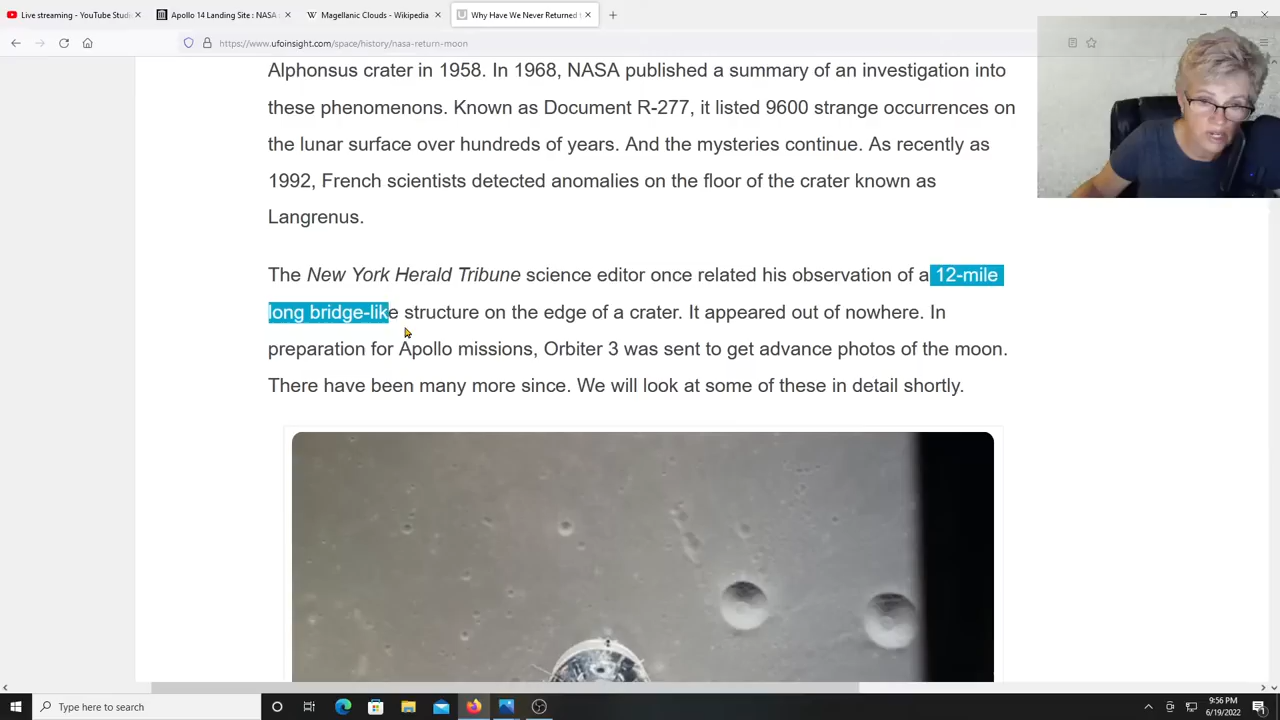 Live streaming - YouTube Studi
Apollo 14 Landing Site : NASA :
Magellanic Clouds - Wikipedia
Why Have We Never Returned t
https://www.ufoinsight.com/space/history/nasa-return-moon
Alphonsus crater in 1958. In 1968, NASA published a summary of an investigation into
these phenomenons. Known as Document R-277, it listed 9600 strange occurrences on
the lunar surface over hundreds of years. And the mysteries continue. As recently as
1992, French scientists detected anomalies on the floor of the crater known as
Langrenus.
The New York Herald Tribune science editor once related his observation of a 12-mile
long bridge-like structure on the edge of a crater. It appeared out of nowhere. In
preparation for Apollo missions, Orbiter 3 was sent to get advance photos of the moon.
There have been many more since. We will look at some of these in detail shortly.
Type here to search
9:56 PM
6/19/2022